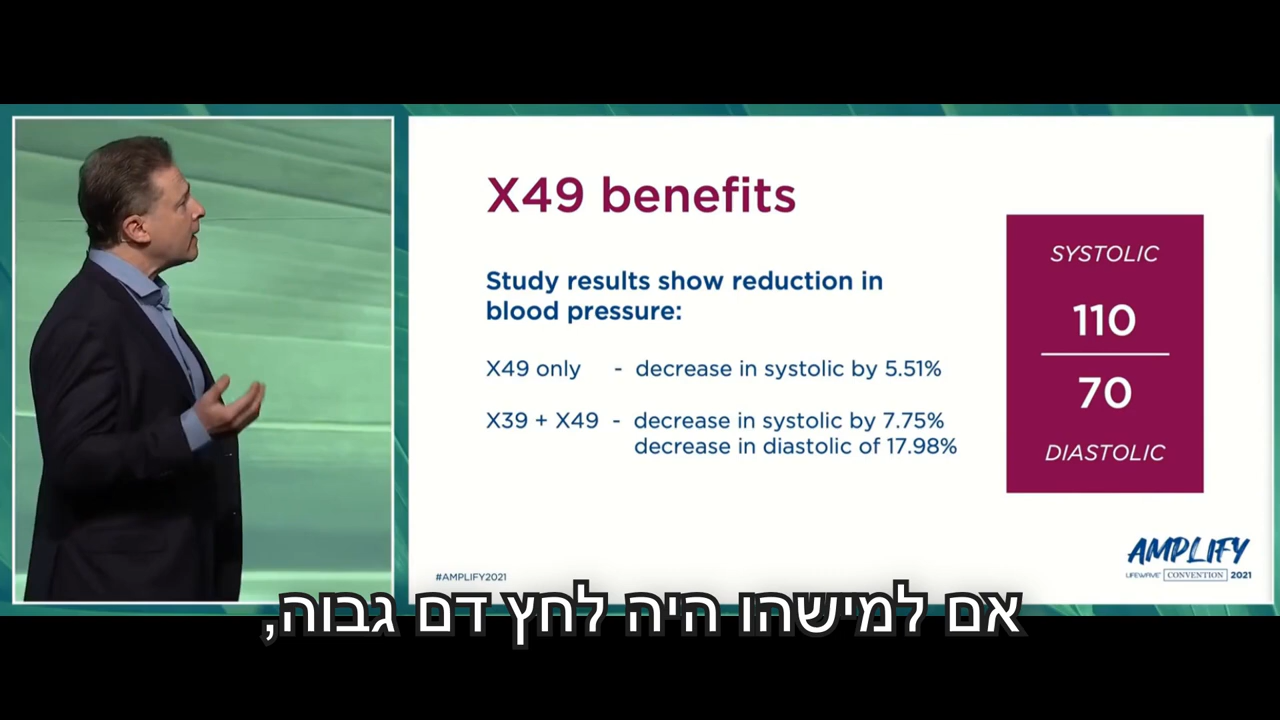 X49 benefits
Study results show reduction in
blood pressure:
X49 only - decrease in systolic by 5.51%
X39 + X49 - decrease in systolic by 7.75%
decrease in diastolic of 17.98%
SYSTOLIC
110
70
DIASTOLIC
AMPLIFY
LIFEWAVE CONVENTION 2021
#AMPLIFY2021
אם למישהו היה לחץ דם גבוה,